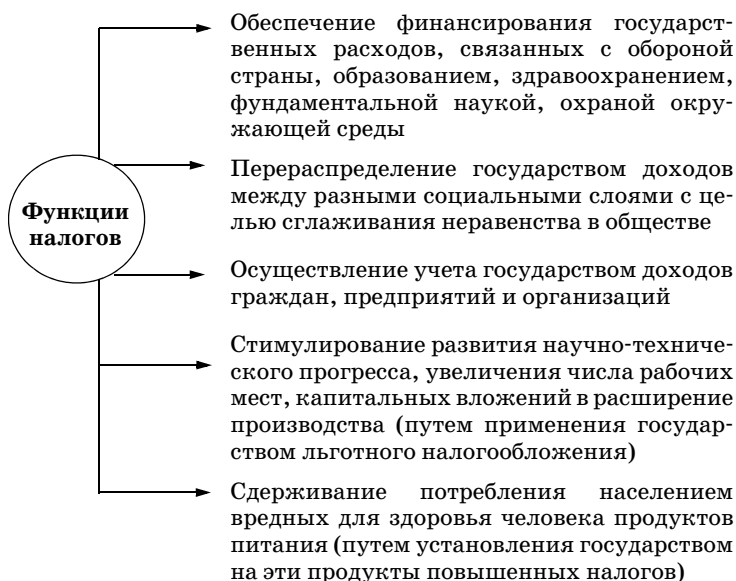 Обеспечение финансирования государст-
венных расходов, связанных с обороной
страны, образованием, здравоохранением,
фундаментальной наукой, охраной окру-
жающей среды
Перераспределение государством доходов
между разными социальными слоями с це-
лью сглаживания неравенства в обществе
Функции
налогов
Осуществление учета государством доходов
граждан, предприятий и организаций
Стимулирование развития научно-техниче-
ского прогресса, увеличения числа рабочих
мест, капитальных вложений в расширение
производства (путем применения государ-
ством льготного налогообложения)
Сдерживание потребления населением
вредных для здоровья человека продуктов
питания (путем установления государством
на эти продукты повышенных налогов)